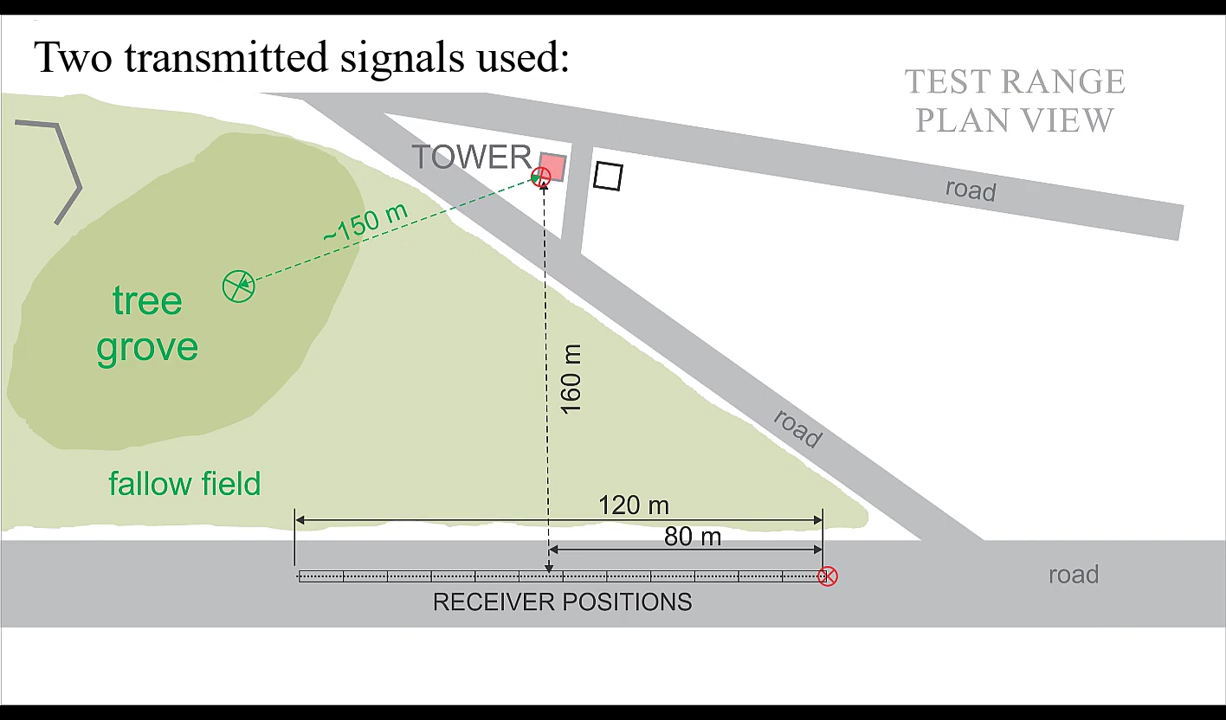 Two transmitted signals used:
TEST RANGE
PLAN VIEW
TOWER
road
~150 m
tree
grove
160 m
road
fallow field
120 m
80 m
road
RECEIVER POSITIONS